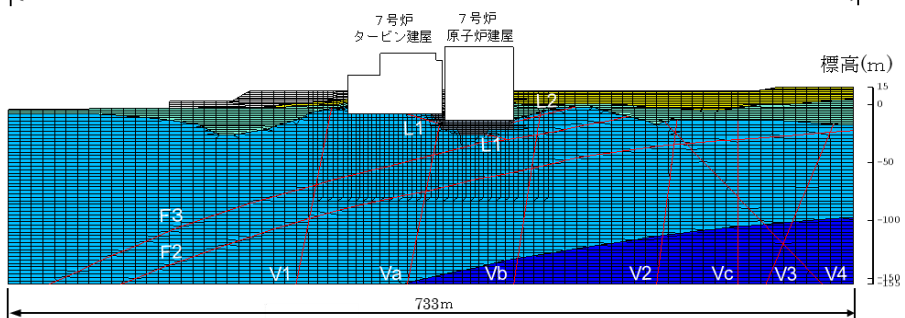 7号炉
タービン建屋
7号炉
原子炉建屋
標高(m)
15
0
-50
-100
-155
L1
L2
L1
F3
F2
V1
Va
Vb
V2
Vc
V3
V4
733m